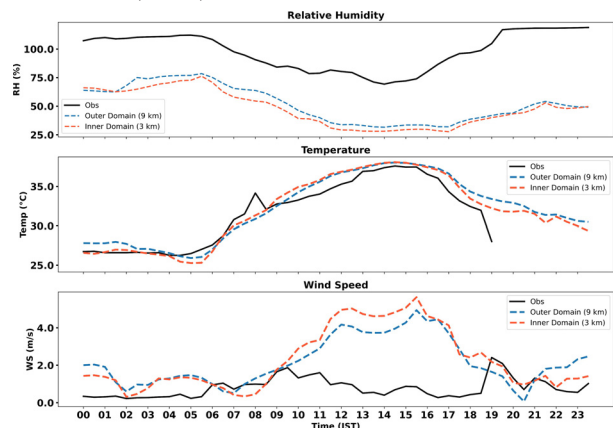 Relative Humidity
RH (%)
100.0
75.0
50.0
25.0
Obs
Outer Domain (9 km)
Inner Domain (3 km)
Temperature
Temp (°C)
35.0
30.0
25.0
Obs
Outer Domain (9 km)
Inner Domain (3 km)
Wind Speed
WS (m/s)
4.0
2.0
0.0
Obs
Outer Domain (9 km)
Inner Domain (3 km)
00 01 02 03 04 05 06 07 08 09 10 11 12 13 14 15 16 17 18 19 20 21 22 23
Time (IST)